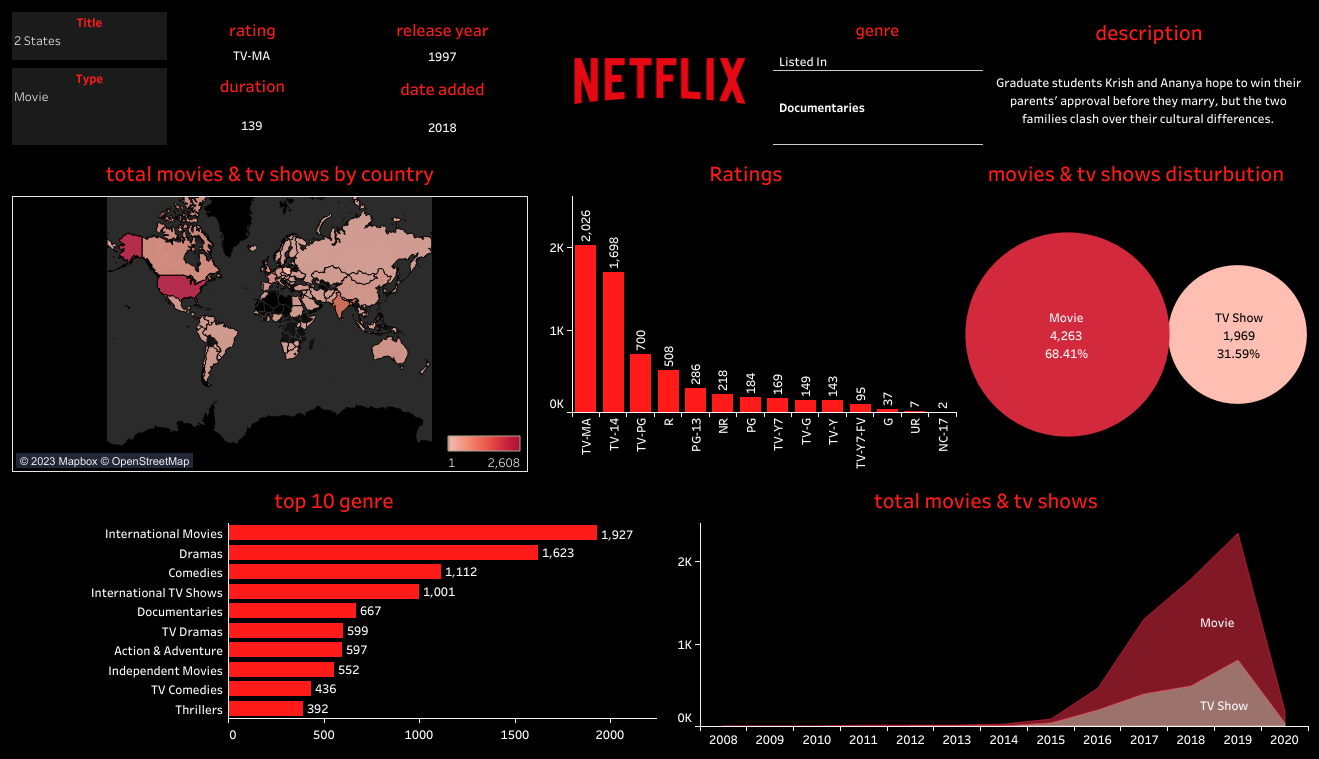 Title
2 States
Type
Movie
rating
TV-MA
duration
139
release year
1997
date added
2018
NETFLIX
genre
Listed In
Documentaries
description
Graduate students Krish and Ananya hope to win their
parents’ approval before they marry, but the two
families clash over their cultural differences.
total movies & tv shows by country
© 2023 Mapbox © OpenStreetMap
1 2,608
Ratings
2K
1K
0K
2,026
1,698
700
508
286
218
184
169
149
143
95
37
7
2
TV-MA
TV-14
TV-PG
R
PG-13
NR
PG
TV-Y7
TV-G
TV-Y
TV-Y7-FV
G
UR
NC-17
movies & tv shows disturbution
Movie
4,263
68.41%
TV Show
1,969
31.59%
top 10 genre
International Movies 1,927
Dramas 1,623
Comedies 1,112
International TV Shows 1,001
Documentaries 667
TV Dramas 599
Action & Adventure 597
Independent Movies 552
TV Comedies 436
Thrillers 392
0 500 1000 1500 2000
total movies & tv shows
2K
1K
0K
Movie
TV Show
2008 2009 2010 2011 2012 2013 2014 2015 2016 2017 2018 2019 2020